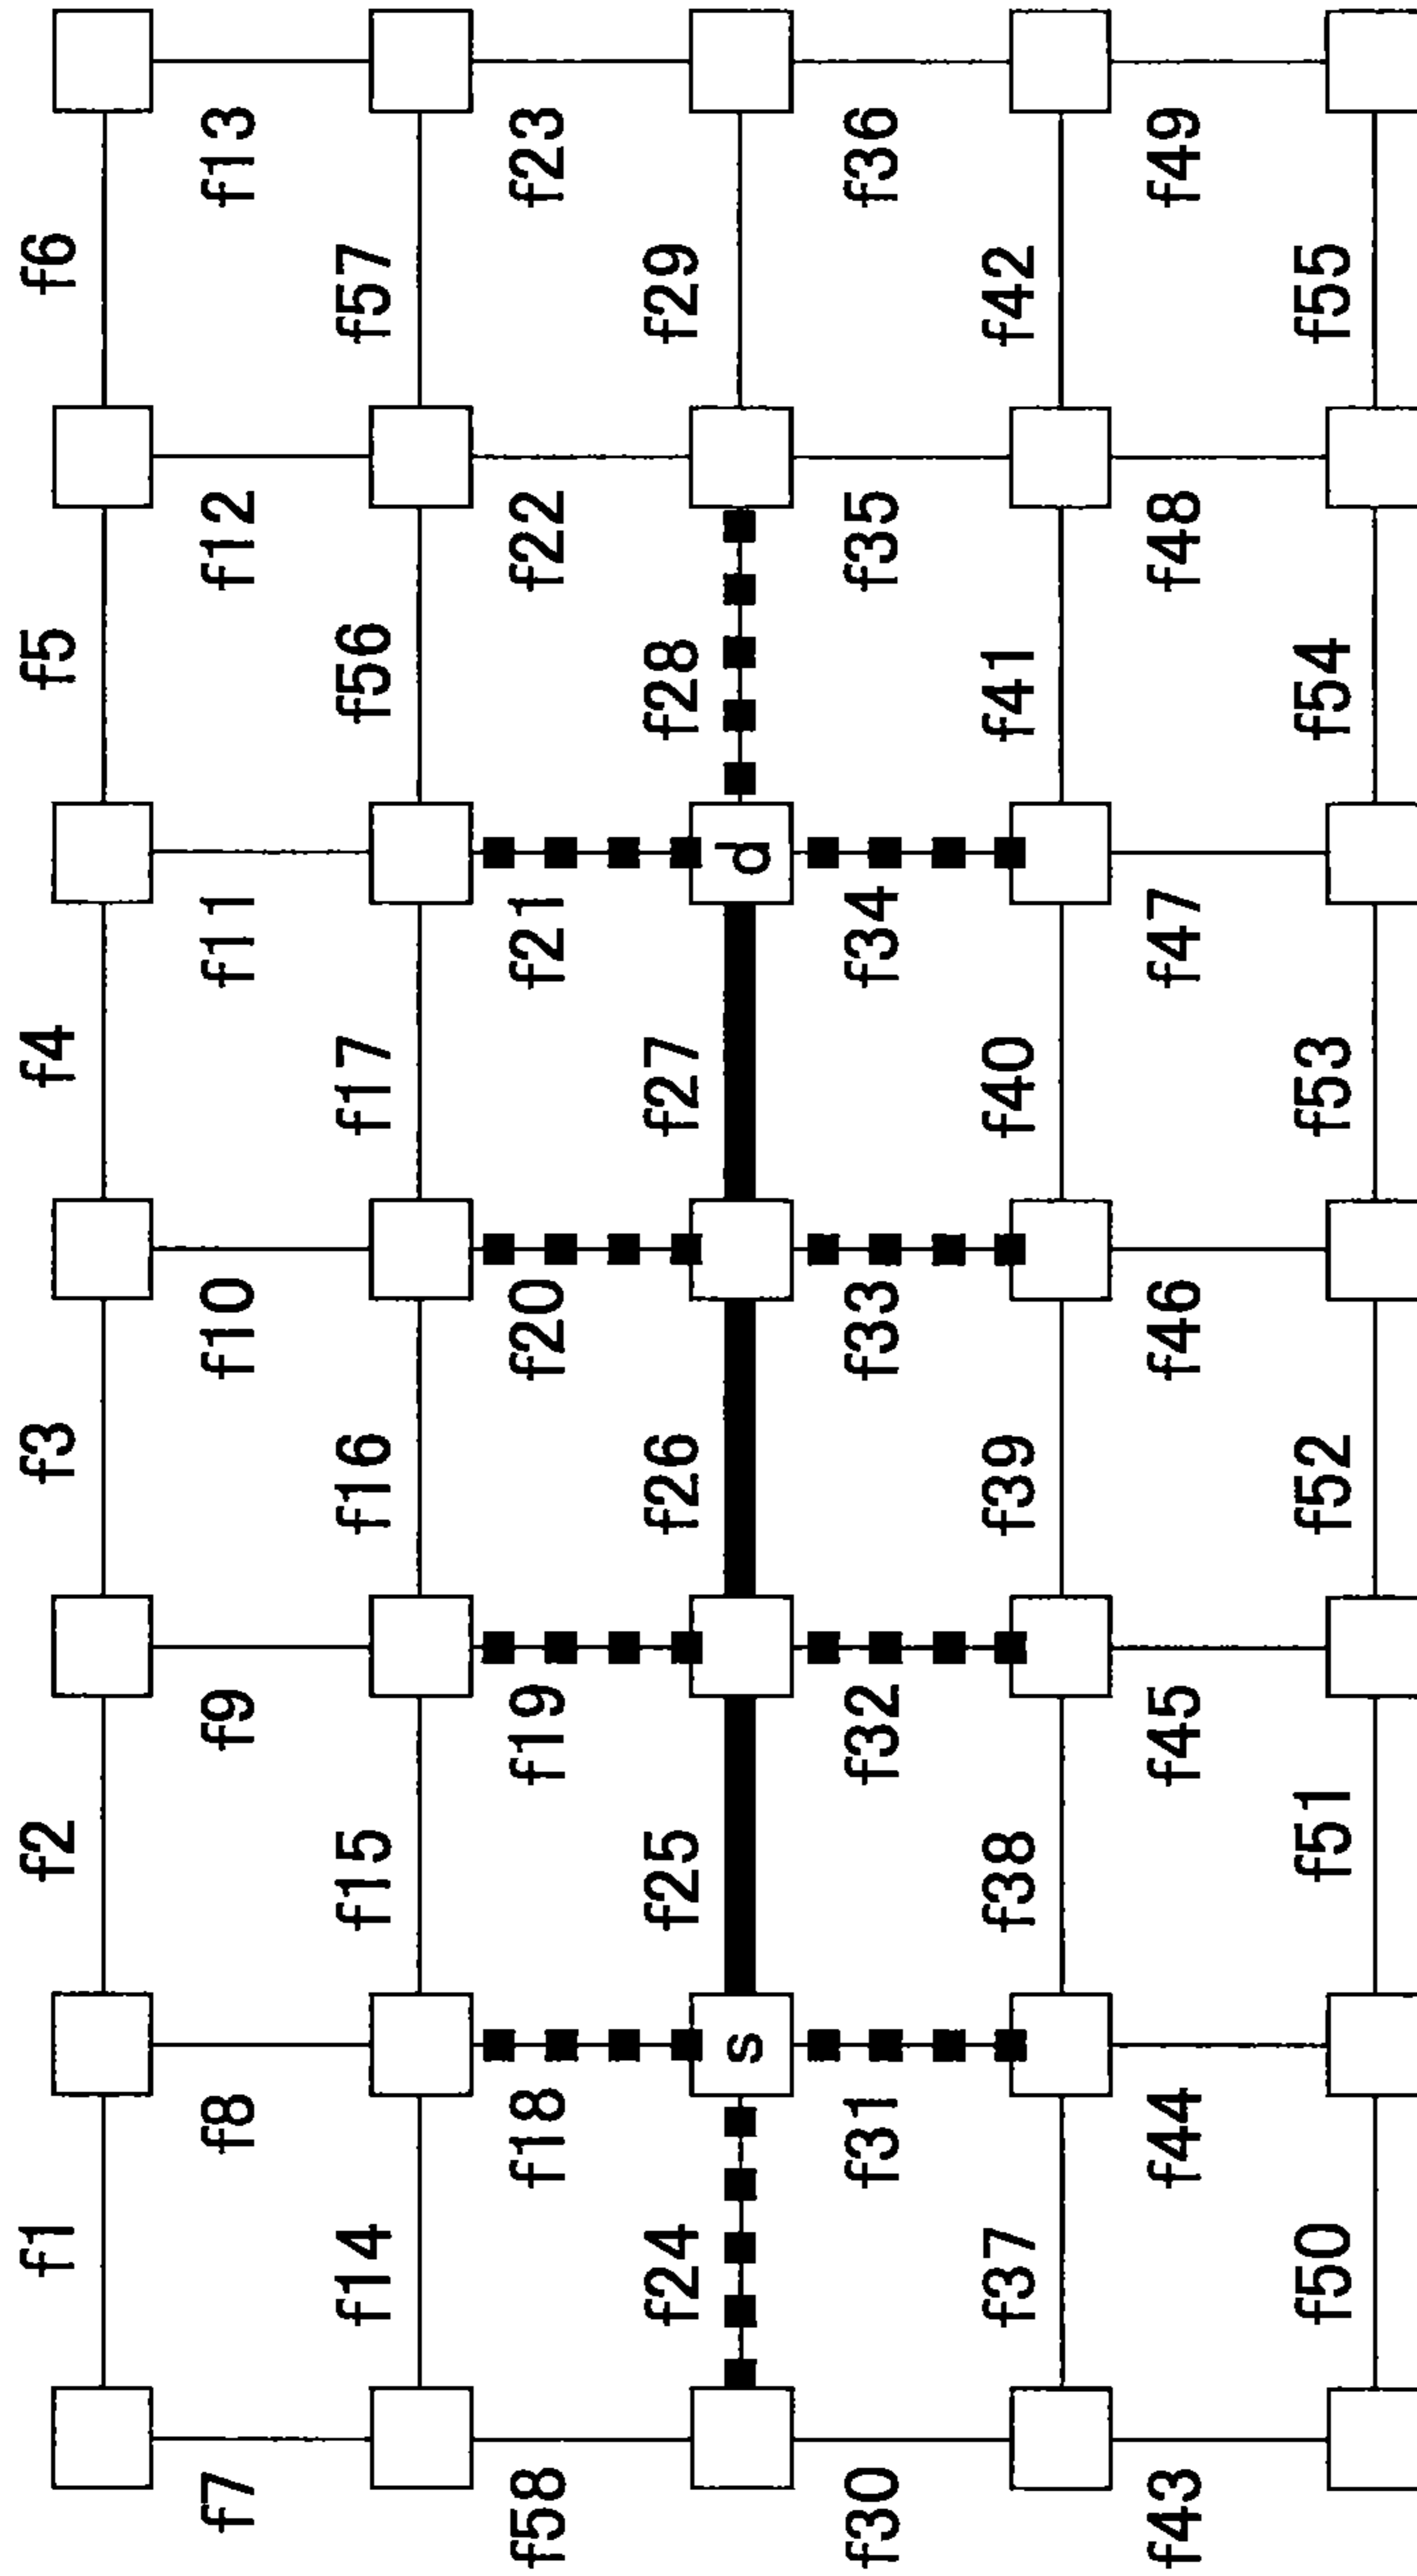 f1 f2 f3 f4 f5 f6
f7 f8 f9 f10 f11 f12 f13
f14 f15 f16 f17 f56 f57
f58 f18 f19 f20 f21 f22 f23
f24 f25 f26 f27 f28 f29
s d
f30 f31 f32 f33 f34 f35 f36
f37 f38 f39 f40 f41 f42
f43 f44 f45 f46 f47 f48 f49
f50 f51 f52 f53 f54 f55